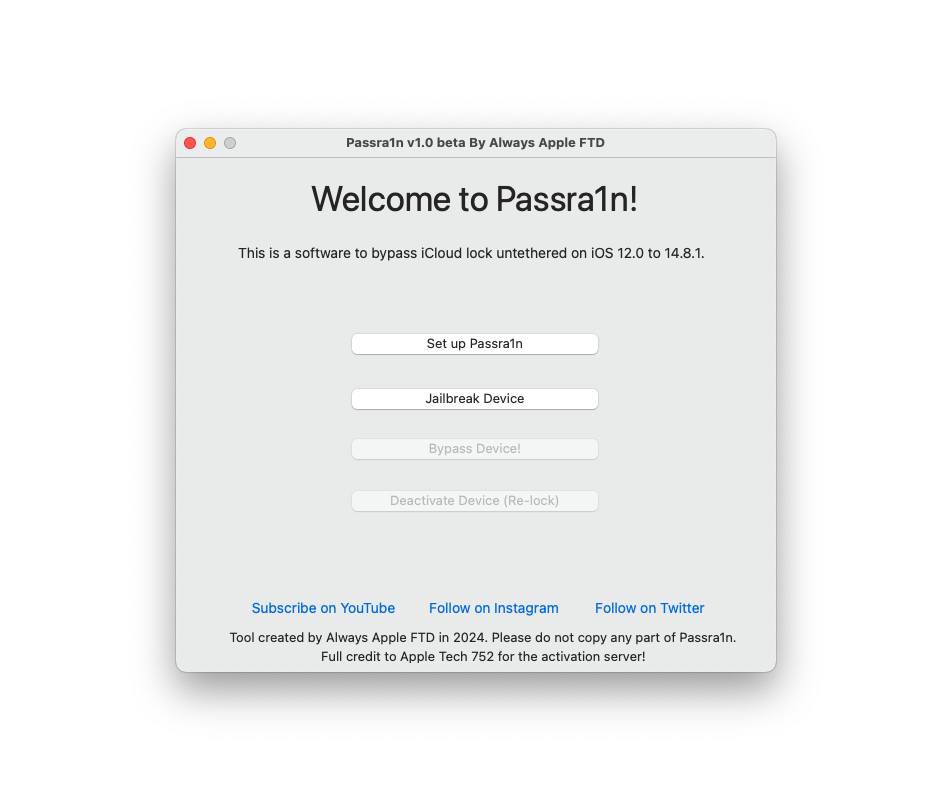 Passra1n v1.0 beta By Always Apple FTD
Welcome to Passra1n!
This is a software to bypass iCloud lock untethered on iOS 12.0 to 14.8.1.
Set up Passra1n
Jailbreak Device
Bypass Device!
Deactivate Device (Re-lock)
Subscribe on YouTube Follow on Instagram Follow on Twitter
Tool created by Always Apple FTD in 2024. Please do not copy any part of Passra1n.
Full credit to Apple Tech 752 for the activation server!